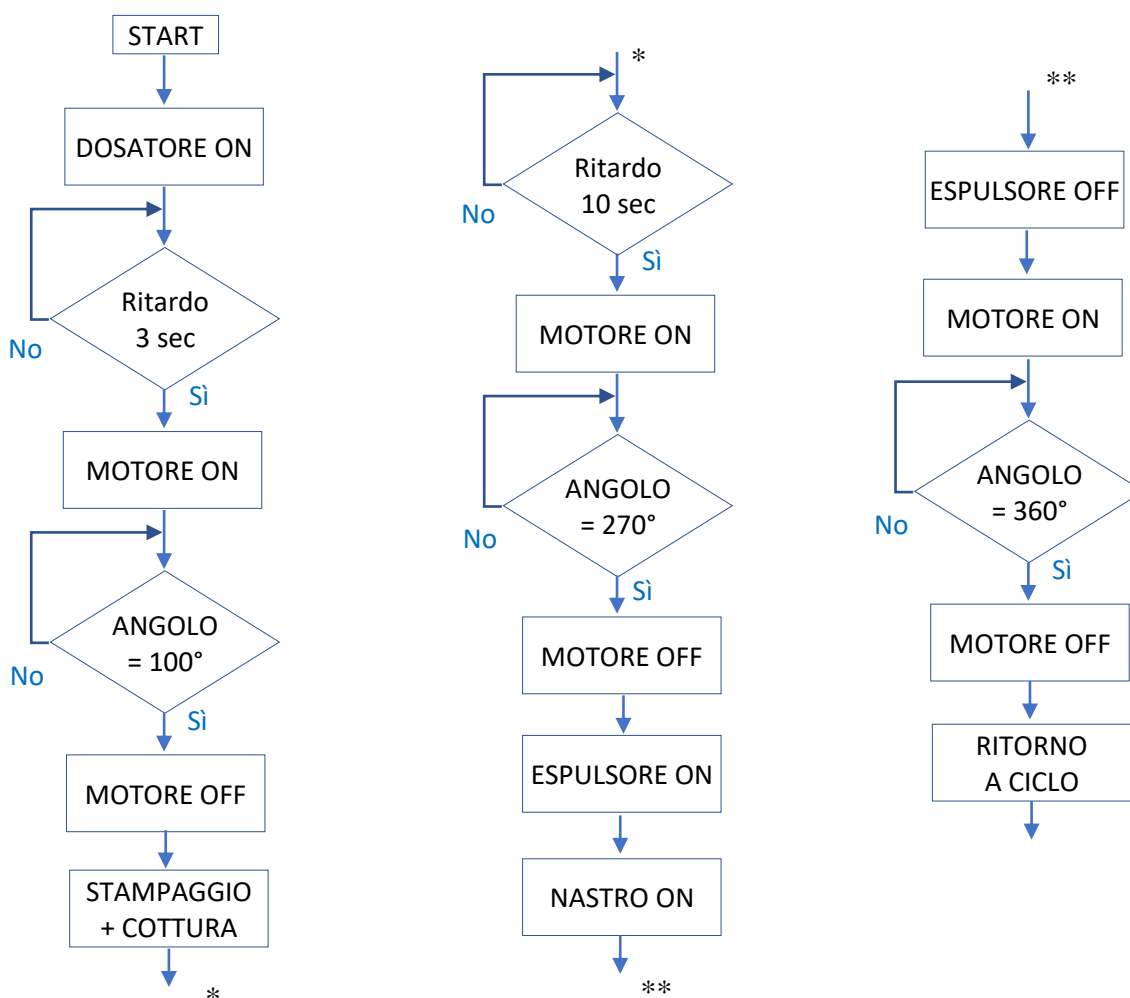 START
DOSATORE ON
Ritardo
3 sec
No
Sì
MOTORE ON
ANGOLO
= 100°
No
Sì
MOTORE OFF
STAMPAGGIO
+ COTTURA
*
*
Ritardo
10 sec
No
Sì
MOTORE ON
ANGOLO
= 270°
No
Sì
MOTORE OFF
ESPULSORE ON
NASTRO ON
**
**
ESPULSORE OFF
MOTORE ON
ANGOLO
= 360°
No
Sì
MOTORE OFF
RITORNO
A CICLO